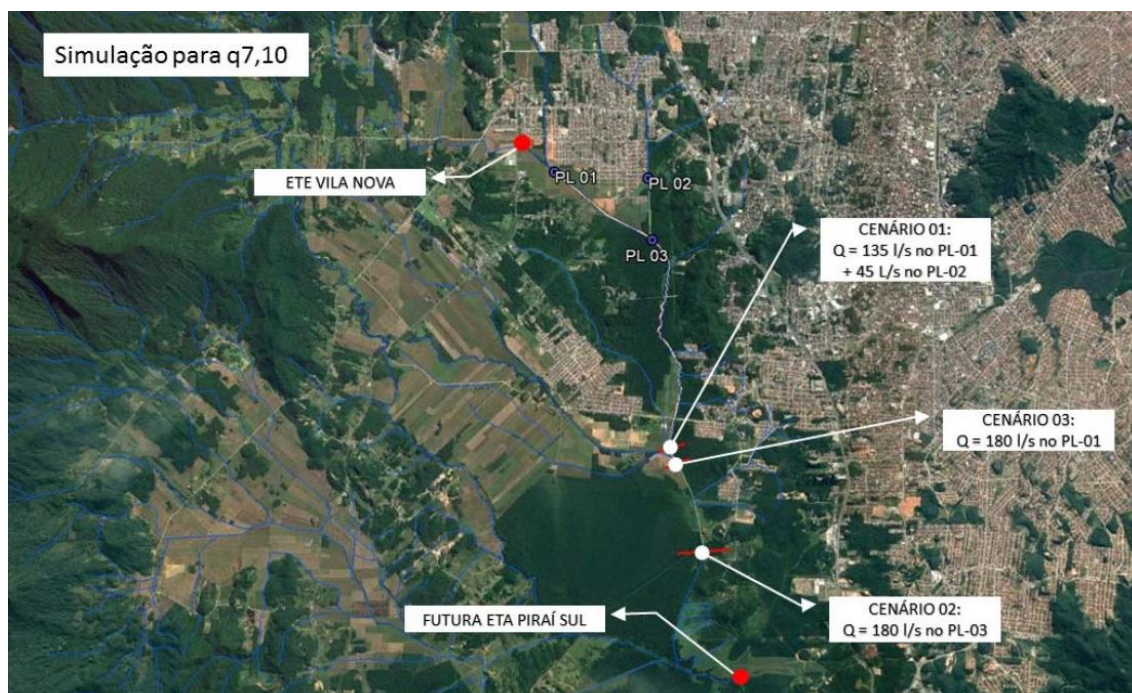 Simulação para q7,10
ETE VILA NOVA
PL 01
PL 02
PL 03
CENÁRIO 01:
Q = 135 l/s no PL-01
+ 45 L/s no PL-02
CENÁRIO 03:
Q = 180 l/s no PL-01
FUTURA ETA PIRAÍ SUL
CENÁRIO 02:
Q = 180 l/s no PL-03